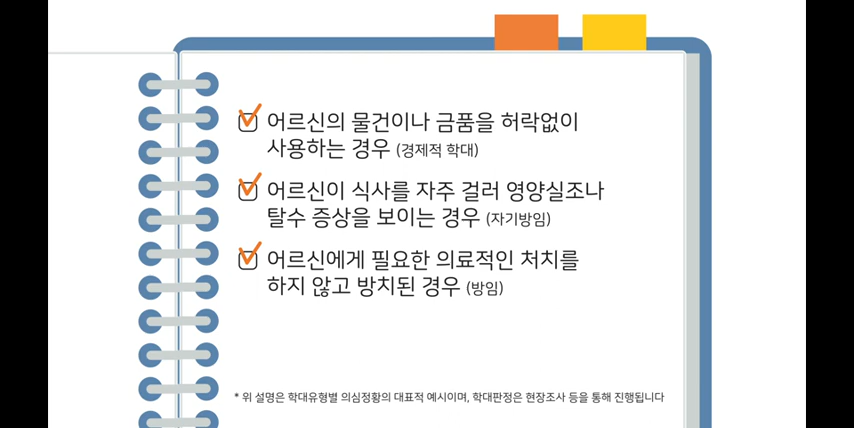 어르신의 물건이나 금품을 허락없이
사용하는 경우 (경제적 학대)
어르신이 식사를 자주 걸러 영양실조나
탈수 증상을 보이는 경우 (자기방임)
어르신에게 필요한 의료적인 처치를
하지 않고 방치된 경우 (방임)
* 위 설명은 학대유형별 의심정황의 대표적 예시이며, 학대판정은 현장조사 등을 통해 진행됩니다